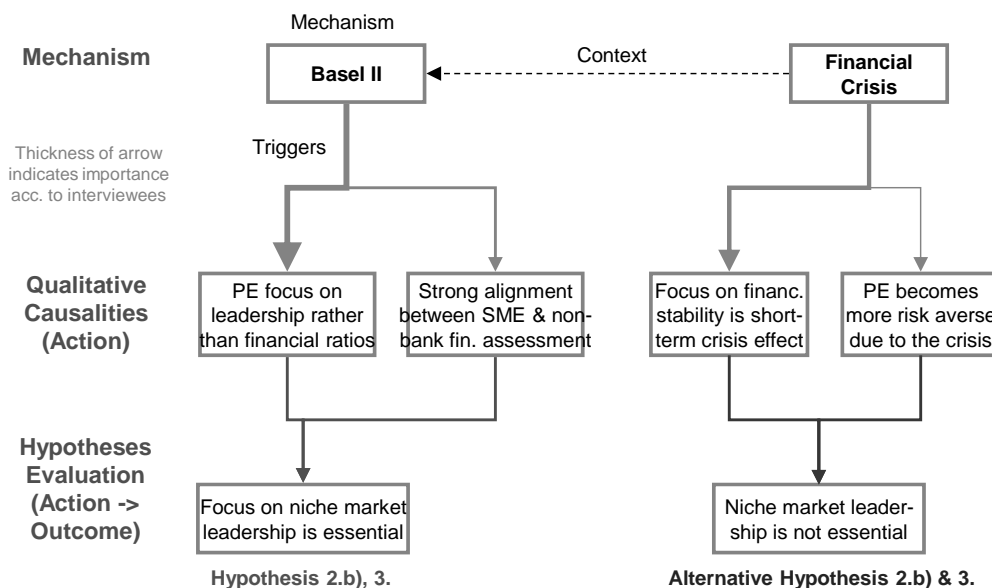 Mechanism
Mechanism
Basel II
Context
Financial
Crisis
Thickness of arrow
indicates importance
acc. to interviewees
Triggers
Qualitative
Causalities
(Action)
PE focus on
leadership rather
than financial ratios
Strong alignment
between SME & non-
bank fin. assessment
Focus on financ.
stability is short-
term crisis effect
PE becomes
more risk averse
due to the crisis
Hypotheses
Evaluation
(Action ->
Outcome)
Focus on niche market
leadership is essential
Niche market leader-
ship is not essential
Hypothesis 2.b), 3.
Alternative Hypothesis 2.b) & 3.